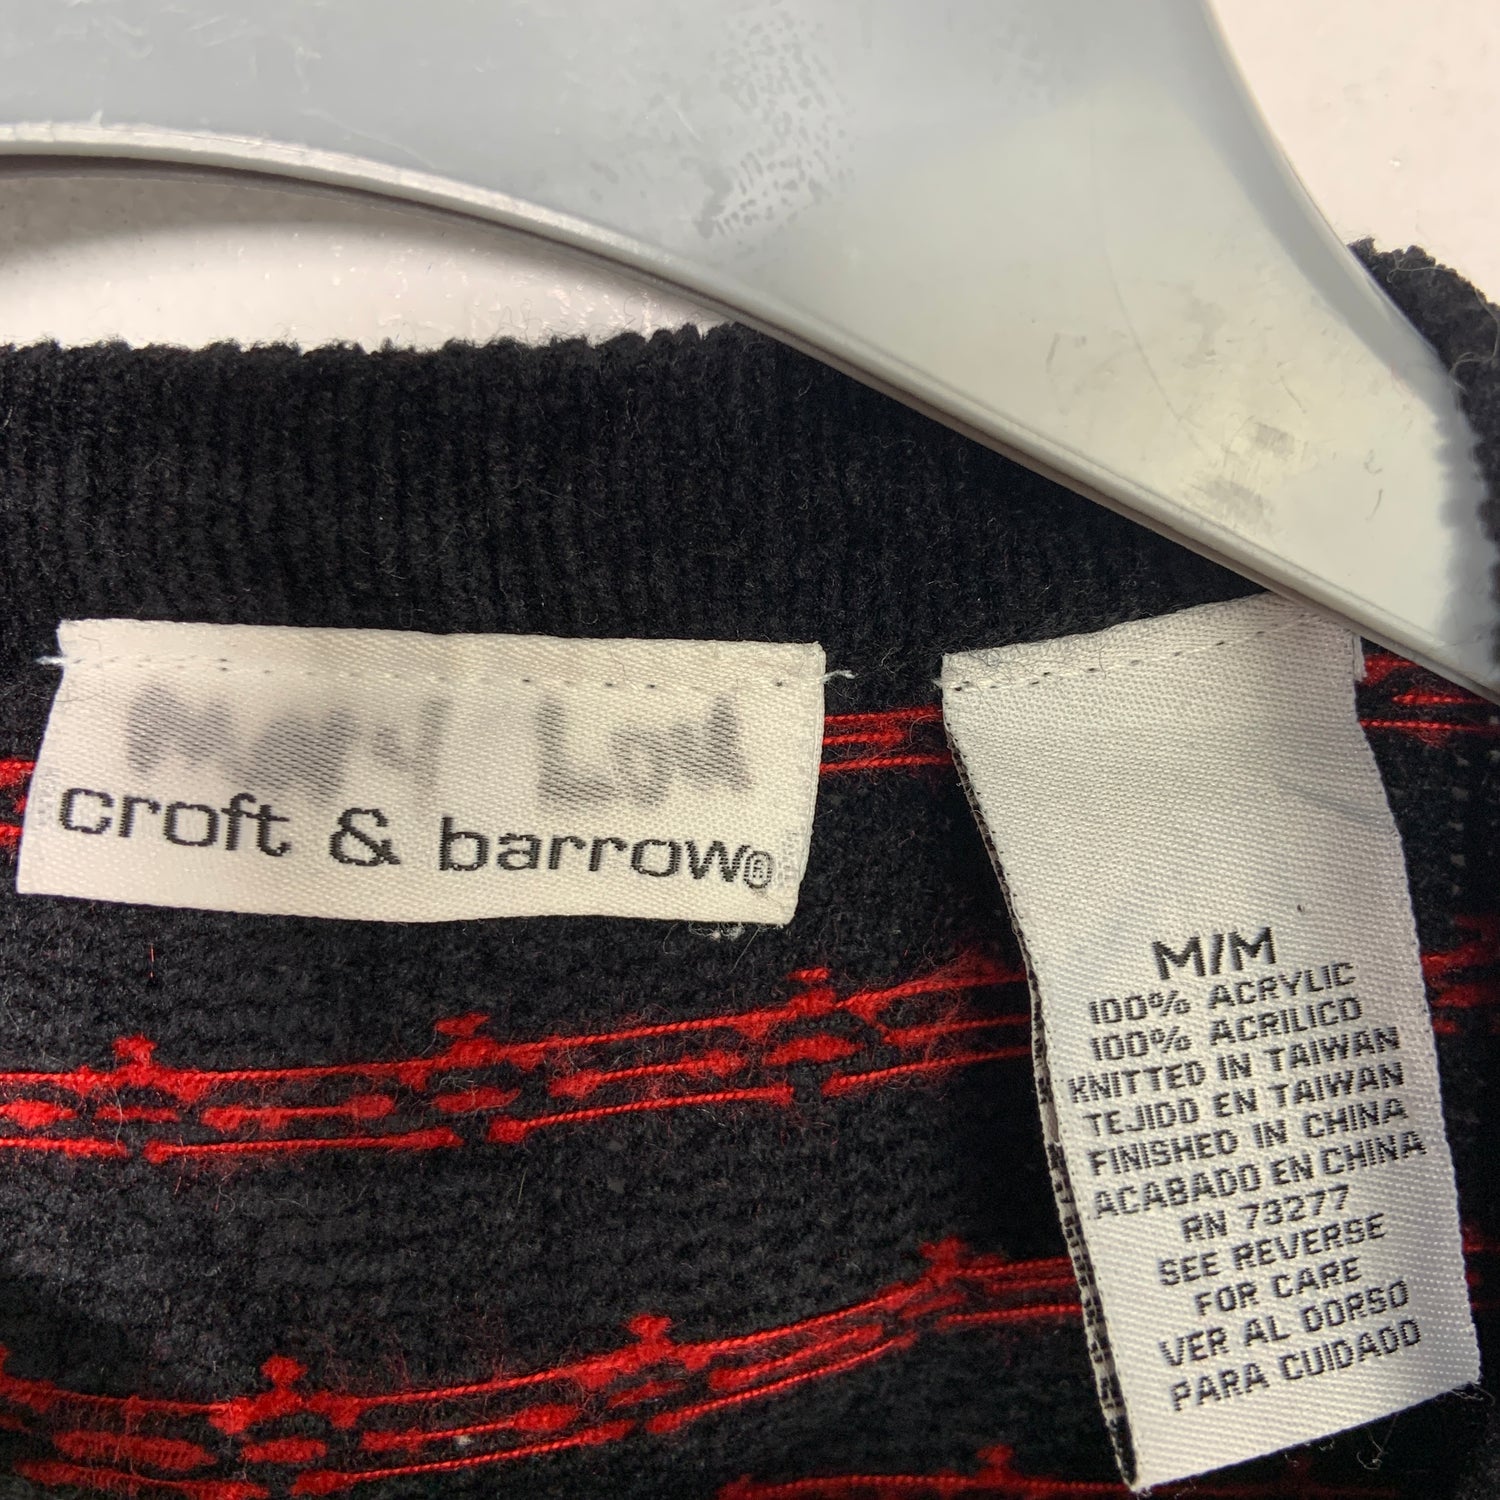 croft & barrow®
M/M
100% ACRYLIC
100% ACRILICO
KNITTED IN TAIWAN
TEJIDO EN TAIWAN
FINISHED IN CHINA
ACABADO EN CHINA
RN 73277
SEE REVERSE
FOR CARE
VER AL DORSO
PARA CUIDADO